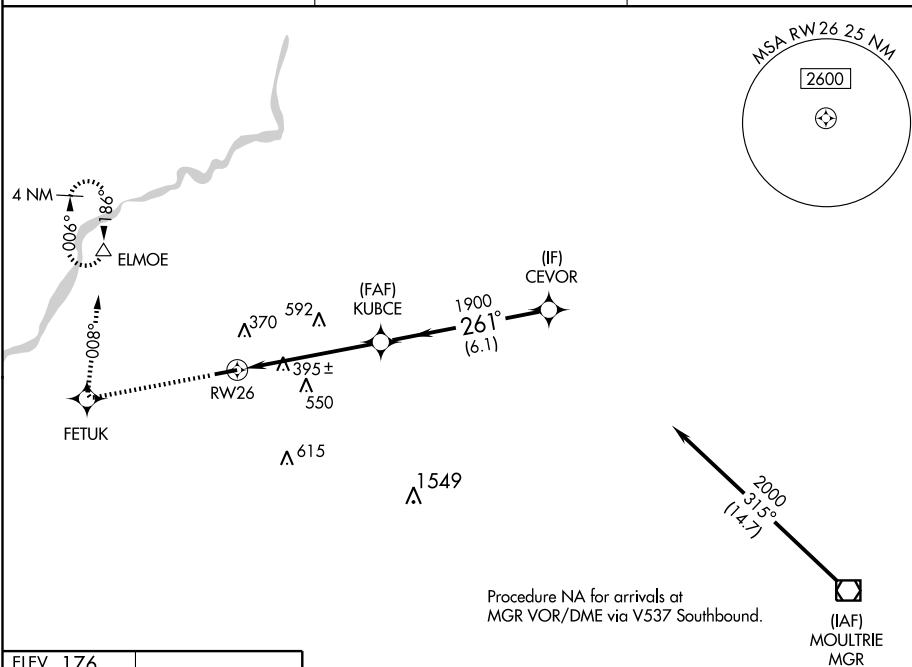 MSA RW26 25 NM
2600
4 NM
006°
186°
ELMOE
(IF)
CEVOR
(FAF)
KUBCE
1900
261°
(6.1)
592
370
008°
395±
RW26
550
FETUK
615
1549
2000
315°
(14.7)
Procedure NA for arrivals at
MGR VOR/DME via V537 Southbound.
(IAF)
MOULTRIE
MGR
ELEV 176